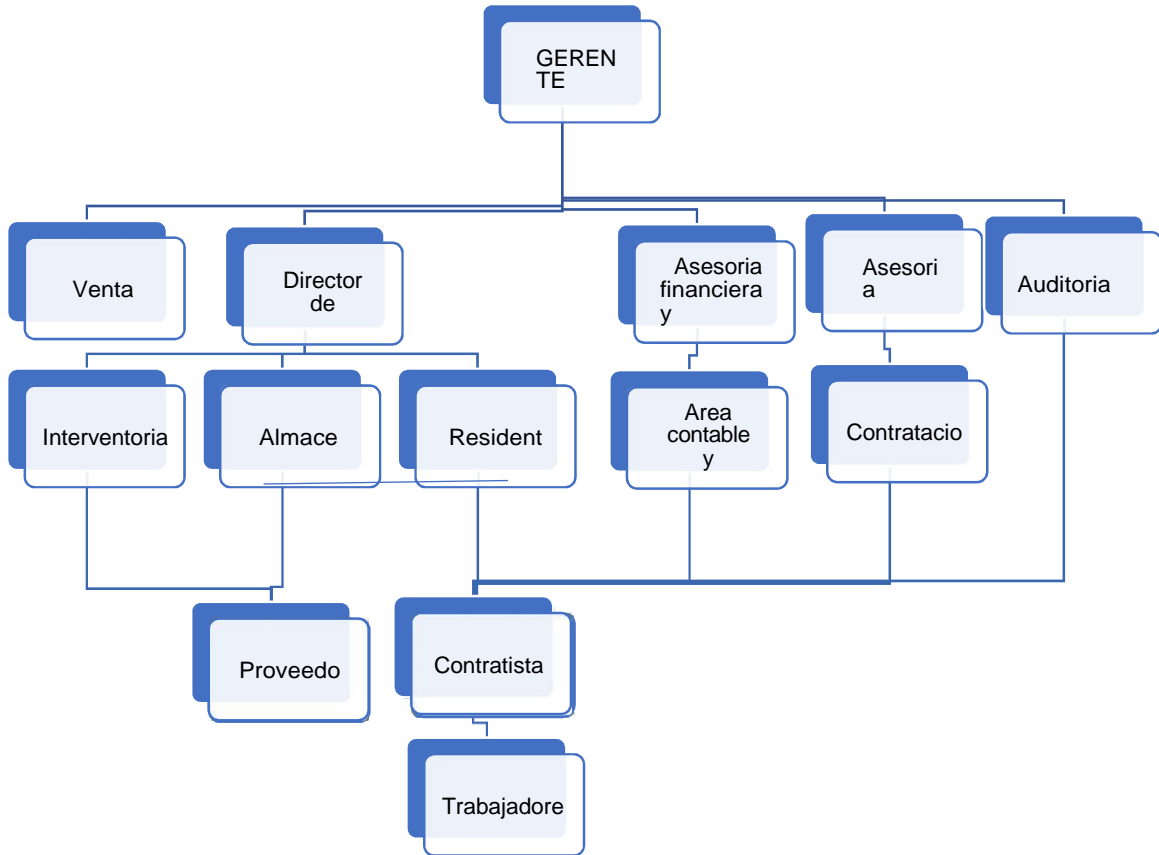 GEREN
TE
Venta
Director
de
Asesoria
financiera
y
Asesori
a
Auditoria
Interventoria
Almace
Resident
Area
contable
y
Contratacio
Proveedo
Contratista
Trabajadore